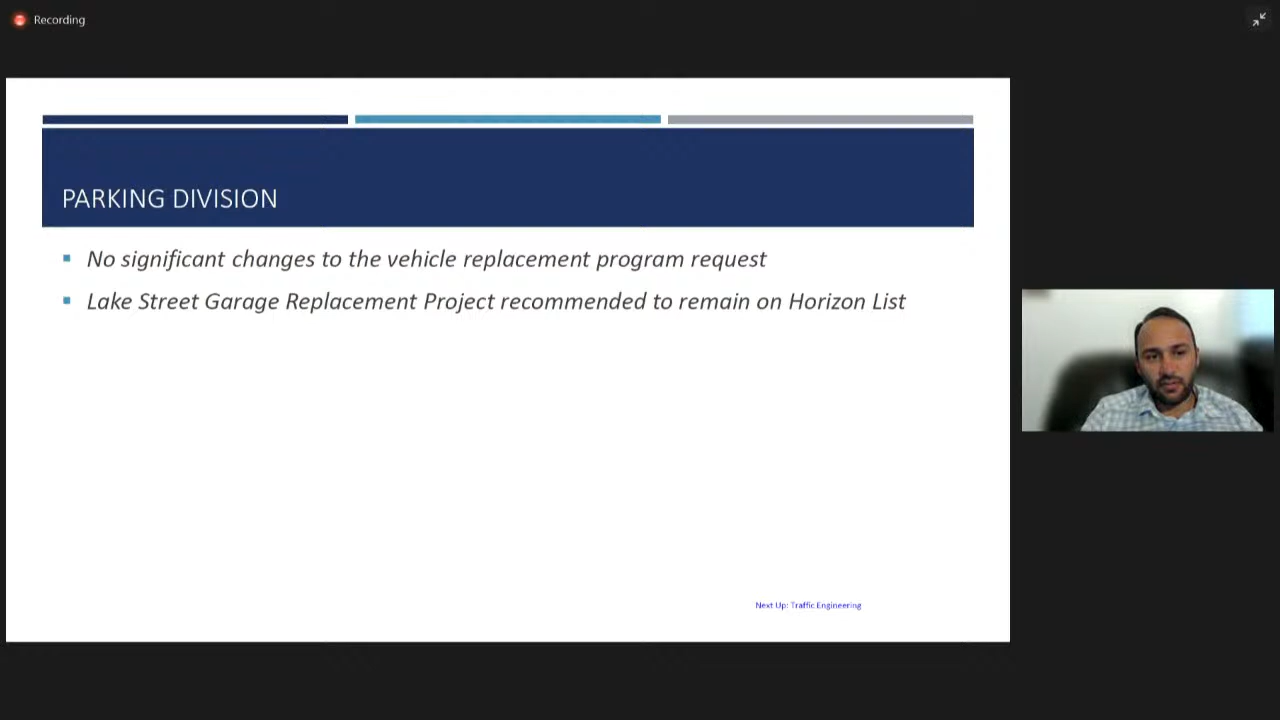 Recording
PARKING DIVISION
No significant changes to the vehicle replacement program request
Lake Street Garage Replacement Project recommended to remain on Horizon List
Next Up: Traffic Engineering